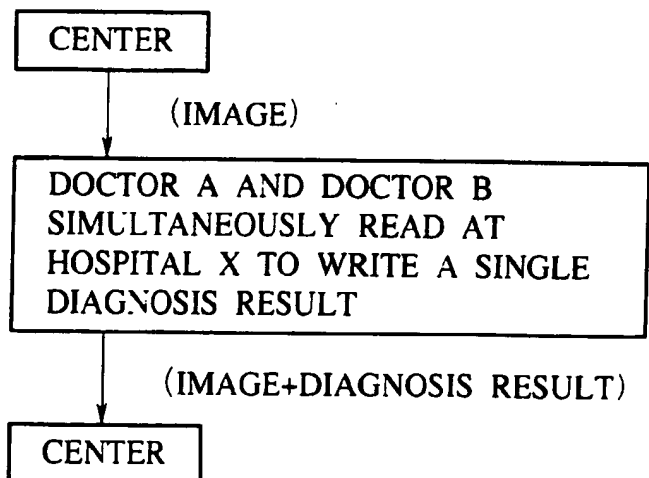 CENTER
(IMAGE)
DOCTOR A AND DOCTOR B
SIMULTANEOUSLY READ AT
HOSPITAL X TO WRITE A SINGLE
DIAGNOSIS RESULT
(IMAGE+DIAGNOSIS RESULT)
CENTER